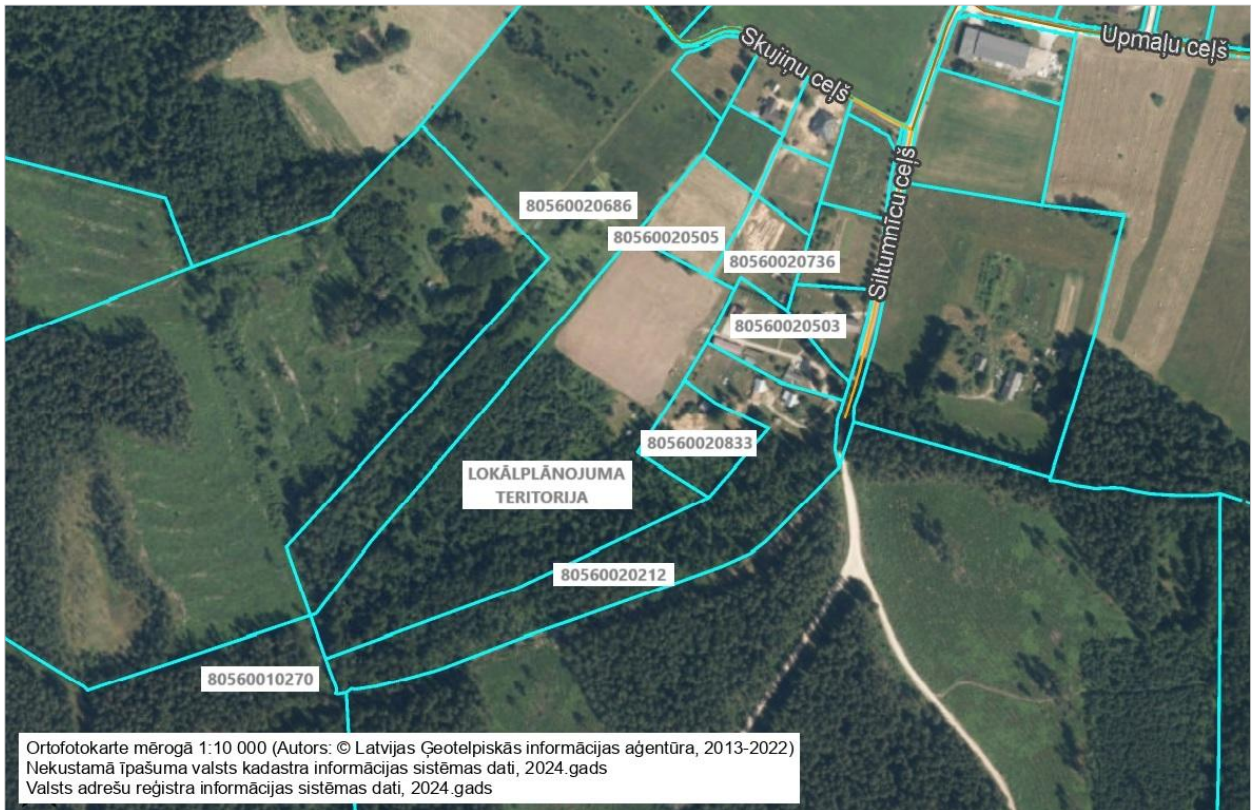 Upmaļu ceļš
Skujiņu ceļš
Siltumnīcu ceļš
80560020686
80560020505
80560020736
80560020503
80560020833
LOKĀLPLĀNOJUMA
TERITORIJA
80560020212
80560010270
Ortofotokarte mērogā 1:10 000 (Autors: © Latvijas Ģeotelpiskās informācijas aģentūra, 2013-2022)
Nekustamā īpašuma valsts kadastra informācijas sistēmas dati, 2024.gads
Valsts adrešu reģistra informācijas sistēmas dati, 2024.gads